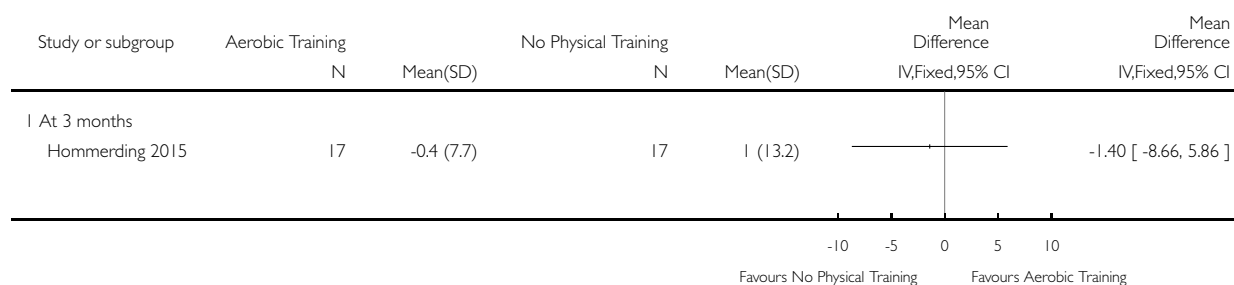 Study or subgroup Aerobic Training No Physical Training Mean Difference Mean Difference
N Mean(SD) N Mean(SD) IV,Fixed,95% CI IV,Fixed,95% CI
1 At 3 months
Hommerding 2015 17 -0.4 (7.7) 17 1 (13.2) -1.40 [ -8.66, 5.86 ]
-10 -5 0 5 10
Favours No Physical Training Favours Aerobic Training